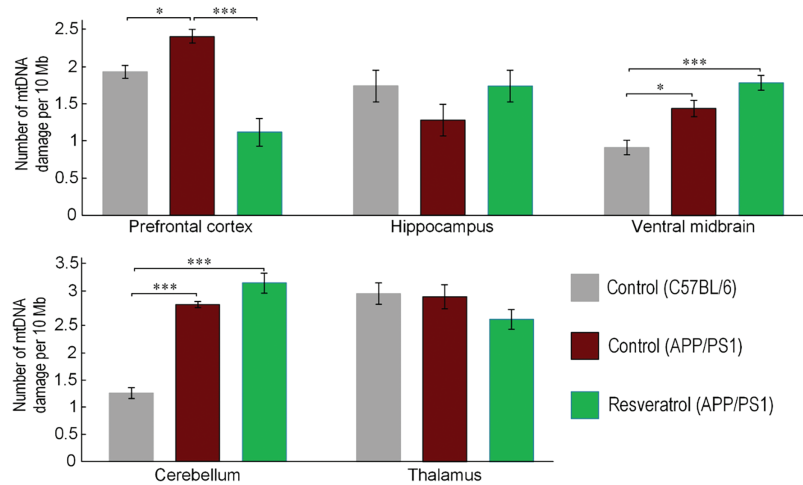 Number of mtDNA
damage per 10 Mb
2.5
2
1.5
1
0.5
0
* ***
***
*
Prefrontal cortex
Hippocampus
Ventral midbrain
Number of mtDNA
damage per 10 Mb
3.5
3
2.5
2
1.5
1
0.5
0
***
***
Cerebellum
Thalamus
Control (C57BL/6)
Control (APP/PS1)
Resveratrol (APP/PS1)